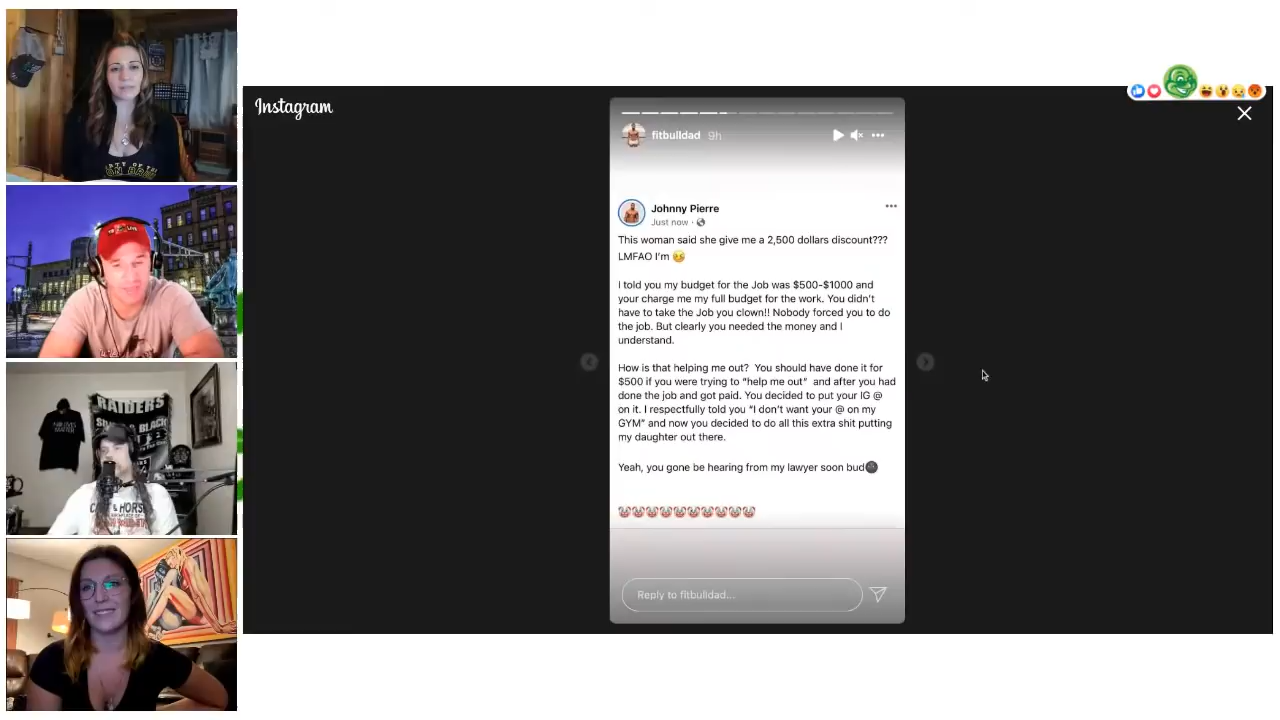 Instagram
fitbulldad 9h
Johnny Pierre
Just now ·
This woman said she give me a 2,500 dollars discount???
LMFAO I'm 🤣
I told you my budget for the Job was $500-$1000 and
your charge me my full budget for the work. You didn't
have to take the Job you clown!! Nobody forced you to do
the job. But clearly you needed the money and I
understand.
How is that helping me out? You should have done it for
$500 if you were trying to "help me out" and after you had
done the job and got paid. You decided to put your IG @
on it. I respectfully told you "I don't want your @ on my
GYM" and now you decided to do all this extra shit putting
my daughter out there.
Yeah, you gone be hearing from my lawyer soon bud🌚
🤡🤡🤡🤡🤡🤡🤡🤡🤡🤡
Reply to fitbulldad...
RAIDERS